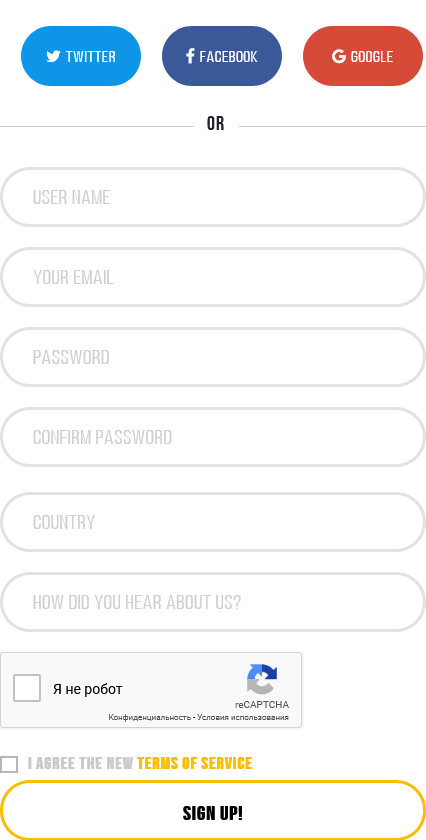 TWITTER FACEBOOK GOOGLE
OR
USER NAME
YOUR EMAIL
PASSWORD
CONFIRM PASSWORD
COUNTRY
HOW DID YOU HEAR ABOUT US?
Я не робот
reCAPTCHA
Конфиденциальность - Условия использования
I AGREE THE NEW TERMS OF SERVICE
SIGN UP!